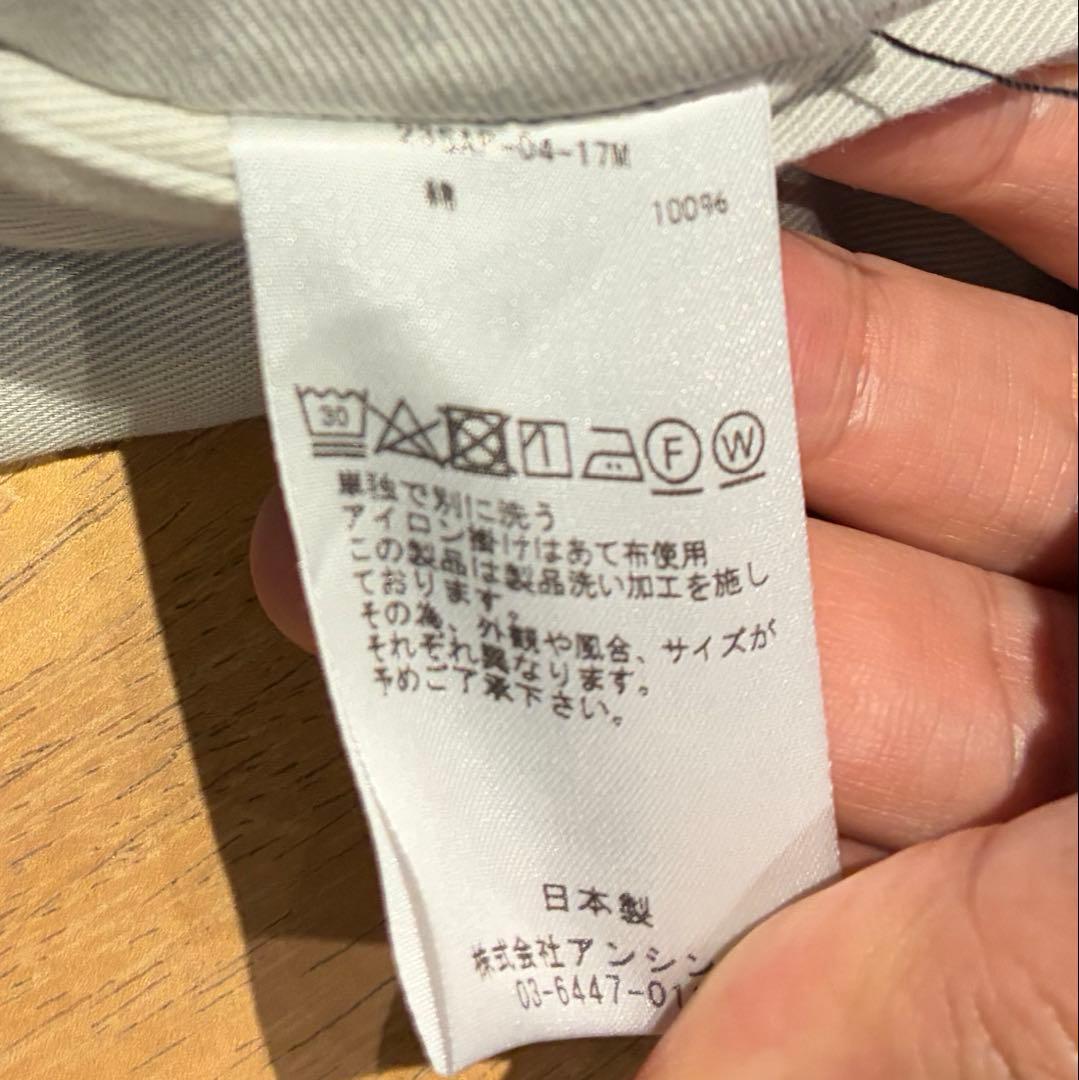 -04-17M
綿 100%
30
F W
単独で別に洗う
アイロン掛けはあて布使用
この製品は製品洗い加工を施し
ております。
その為、外観や風合、サイズが
それぞれ異なります。
予めご了承下さい。
日本製
株式会社アンシン
03-6447-01